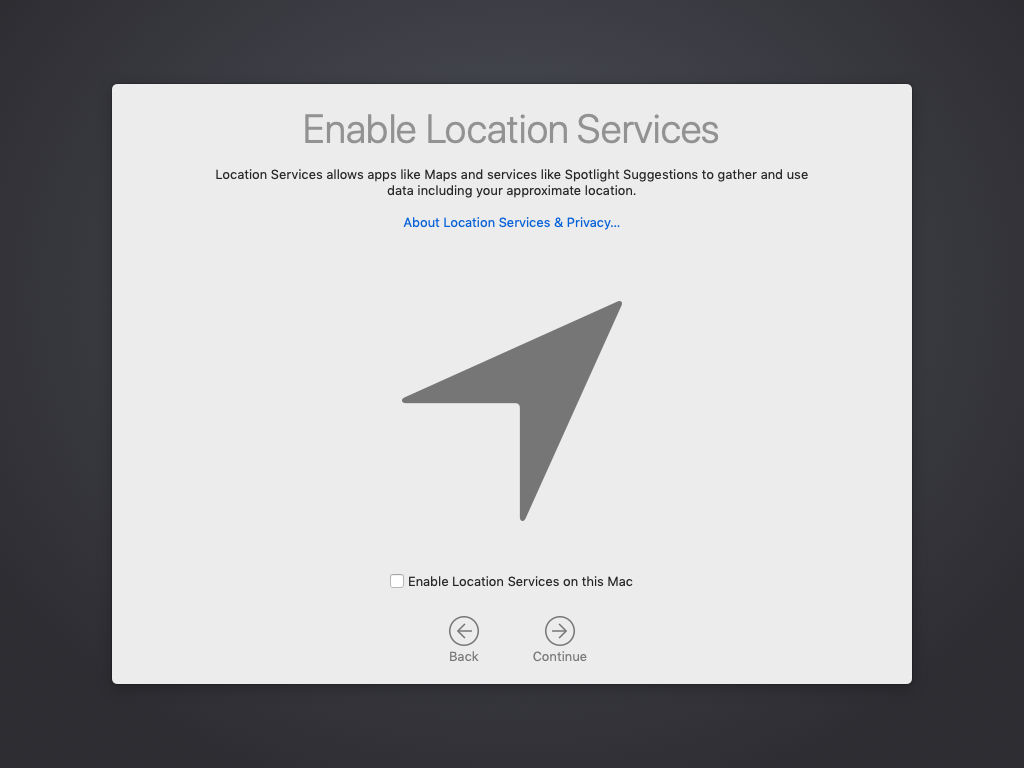 Enable Location Services
Location Services allows apps like Maps and services like Spotlight Suggestions to gather and use
data including your approximate location.
About Location Services & Privacy...
Enable Location Services on this Mac
Back
Continue